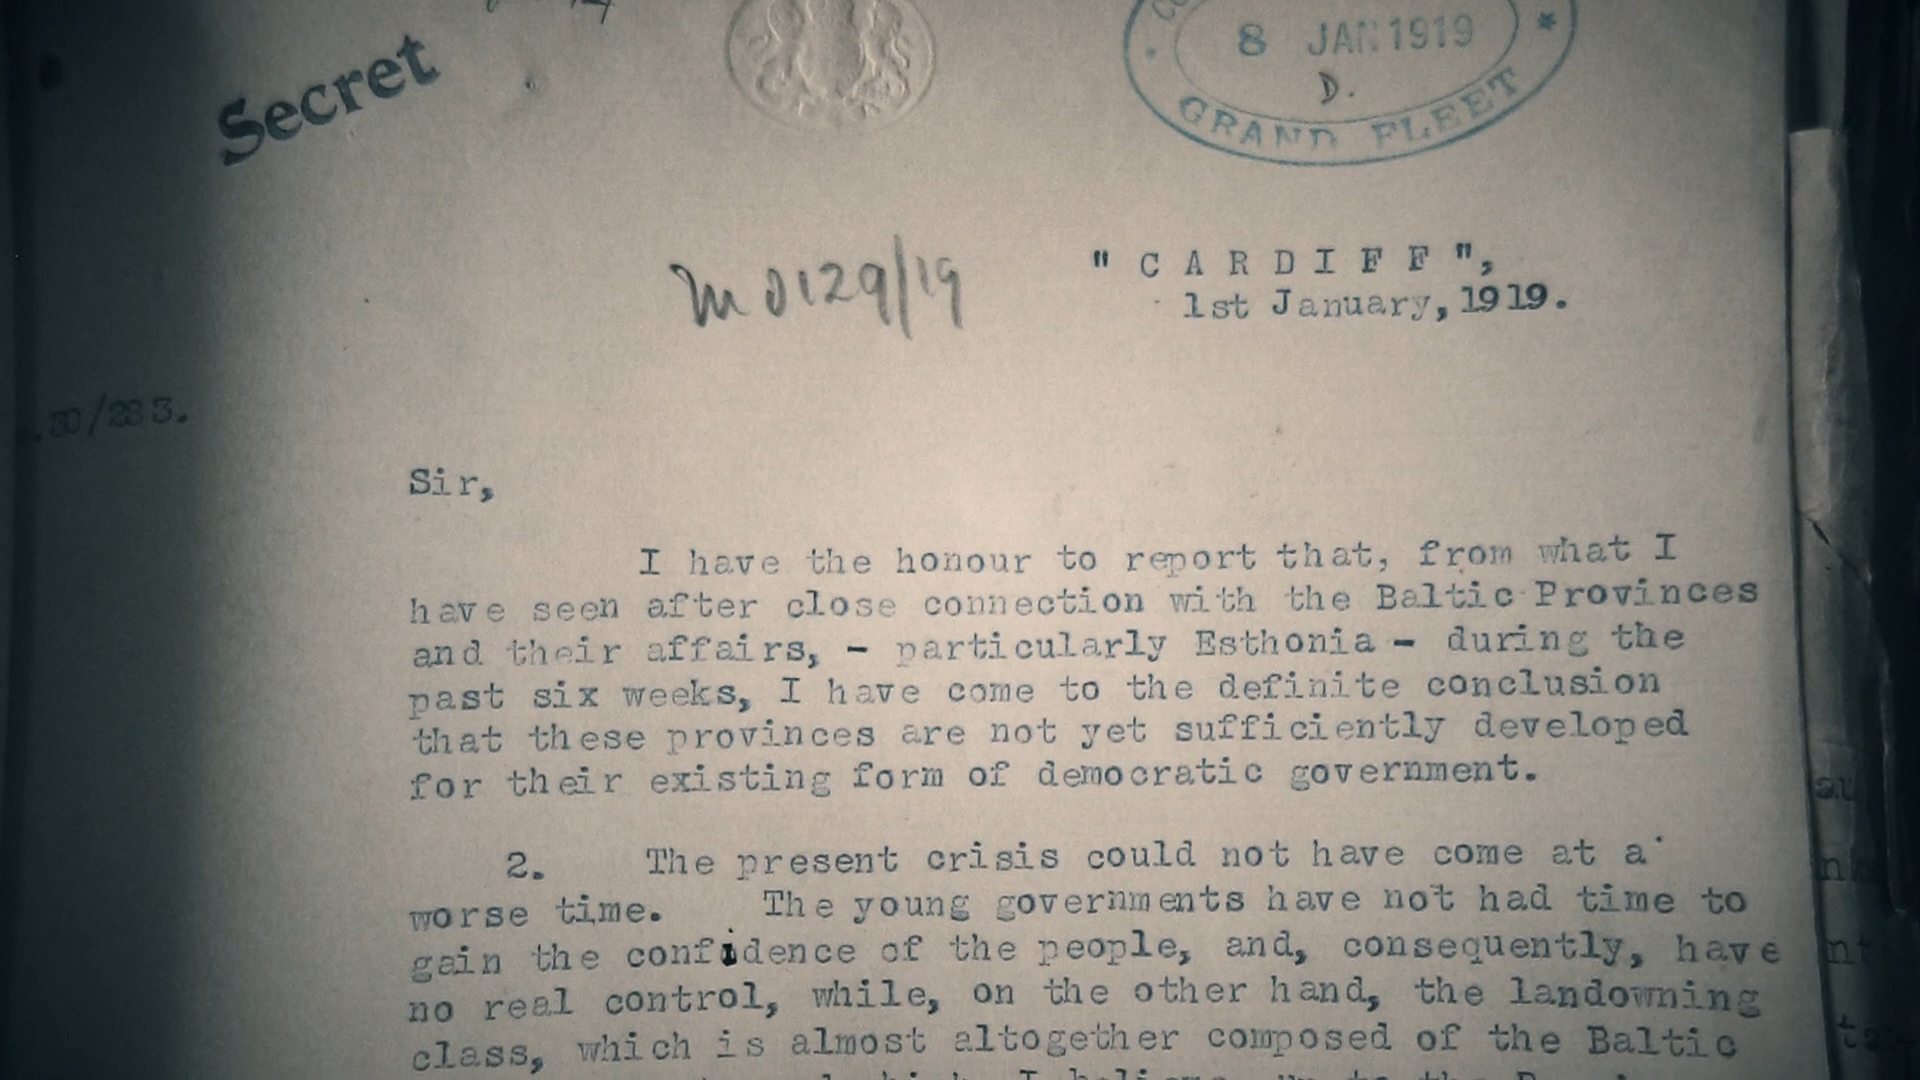 Secret
8 JAN 1919
D.
GRAND FLEET
M 0129/19
"CARDIFF",
1st January, 1919.
.30/283.
Sir,
I have the honour to report that, from what I
have seen after close connection with the Baltic Provinces
and their affairs, - particularly Esthonia - during the
past six weeks, I have come to the definite conclusion
that these provinces are not yet sufficiently developed
for their existing form of democratic government.
2. The present crisis could not have come at a
worse time. The young governments have not had time to
gain the confidence of the people, and, consequently, have
no real control, while, on the other hand, the landowning
class, which is almost altogether composed of the Baltic